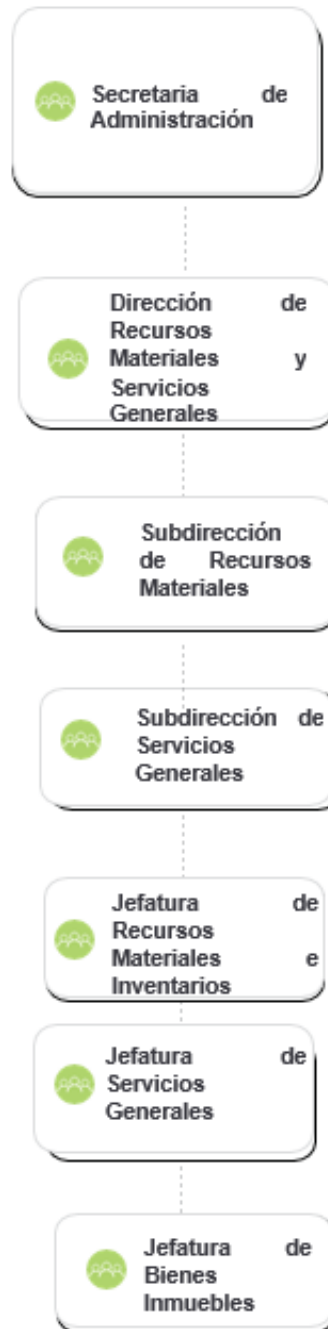 Secretaria de
Administración
Dirección de
Recursos
Materiales y
Servicios
Generales
Subdirección
de Recursos
Materiales
Subdirección de
Servicios
Generales
Jefatura de
Recursos
Materiales e
Inventarios
Jefatura de
Servicios
Generales
Jefatura de
Bienes
Inmuebles